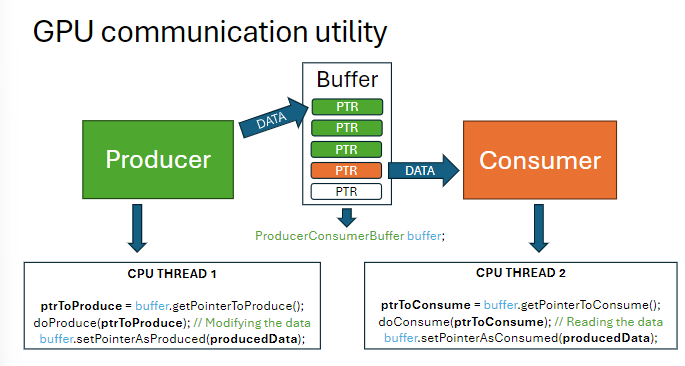 GPU communication utility
Buffer
PTR
PTR
PTR
PTR
PTR
DATA
DATA
Producer
Consumer
ProducerConsumerBuffer buffer;
CPU THREAD 1
ptrToProduce = buffer.getPointerToProduce();
doProduce(ptrToProduce); // Modifying the data
buffer.setPointerAsProduced(producedData);
CPU THREAD 2
ptrToConsume = buffer.getPointerToConsume();
doConsume(ptrToConsume); // Reading the data
buffer.setPointerAsConsumed(producedData);